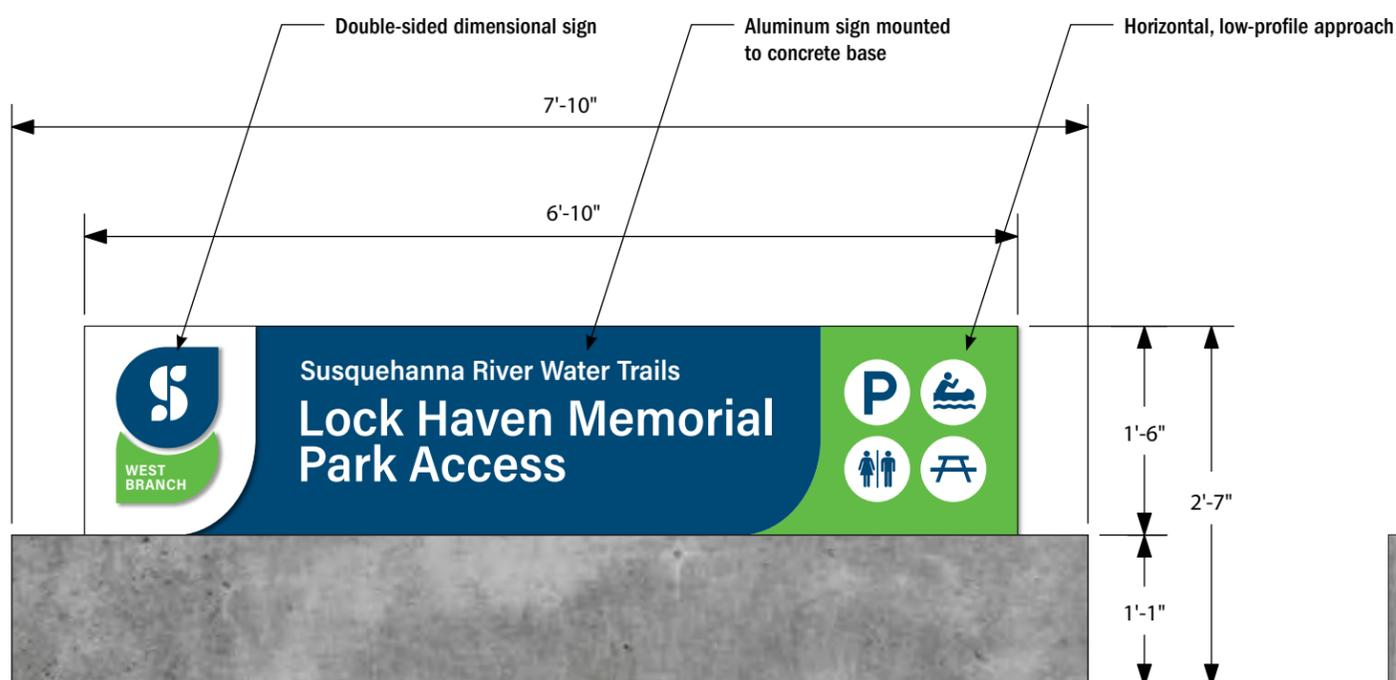 Double-sided dimensional sign
Aluminum sign mounted
to concrete base
Horizontal, low-profile approach
7'-10"
6'-10"
Susquehanna River Water Trails
Lock Haven Memorial
Park Access
WEST
BRANCH
P
1'-6"
2'-7"
1'-1"